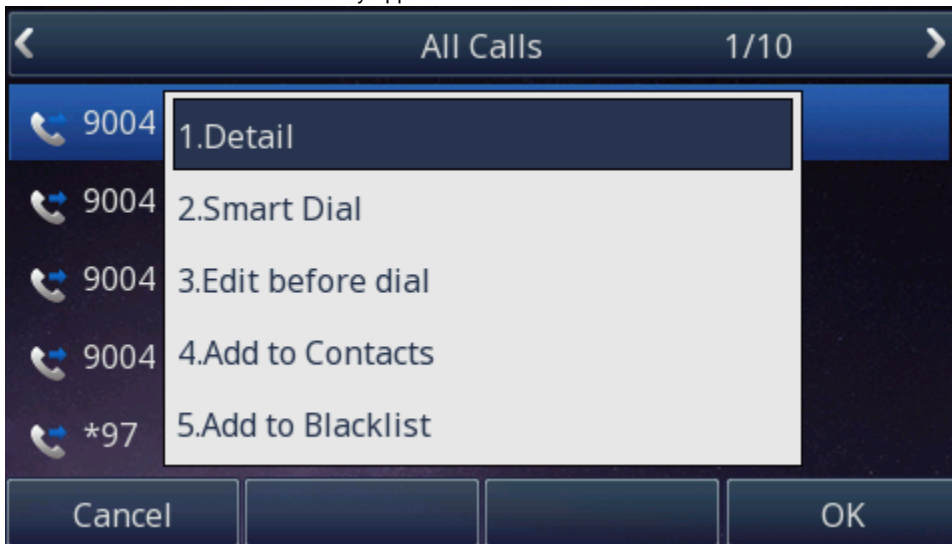 All Calls 1/10
9004
1.Detail
9004
2.Smart Dial
9004
3.Edit before dial
9004
4.Add to Contacts
*97
5.Add to Blacklist
Cancel OK